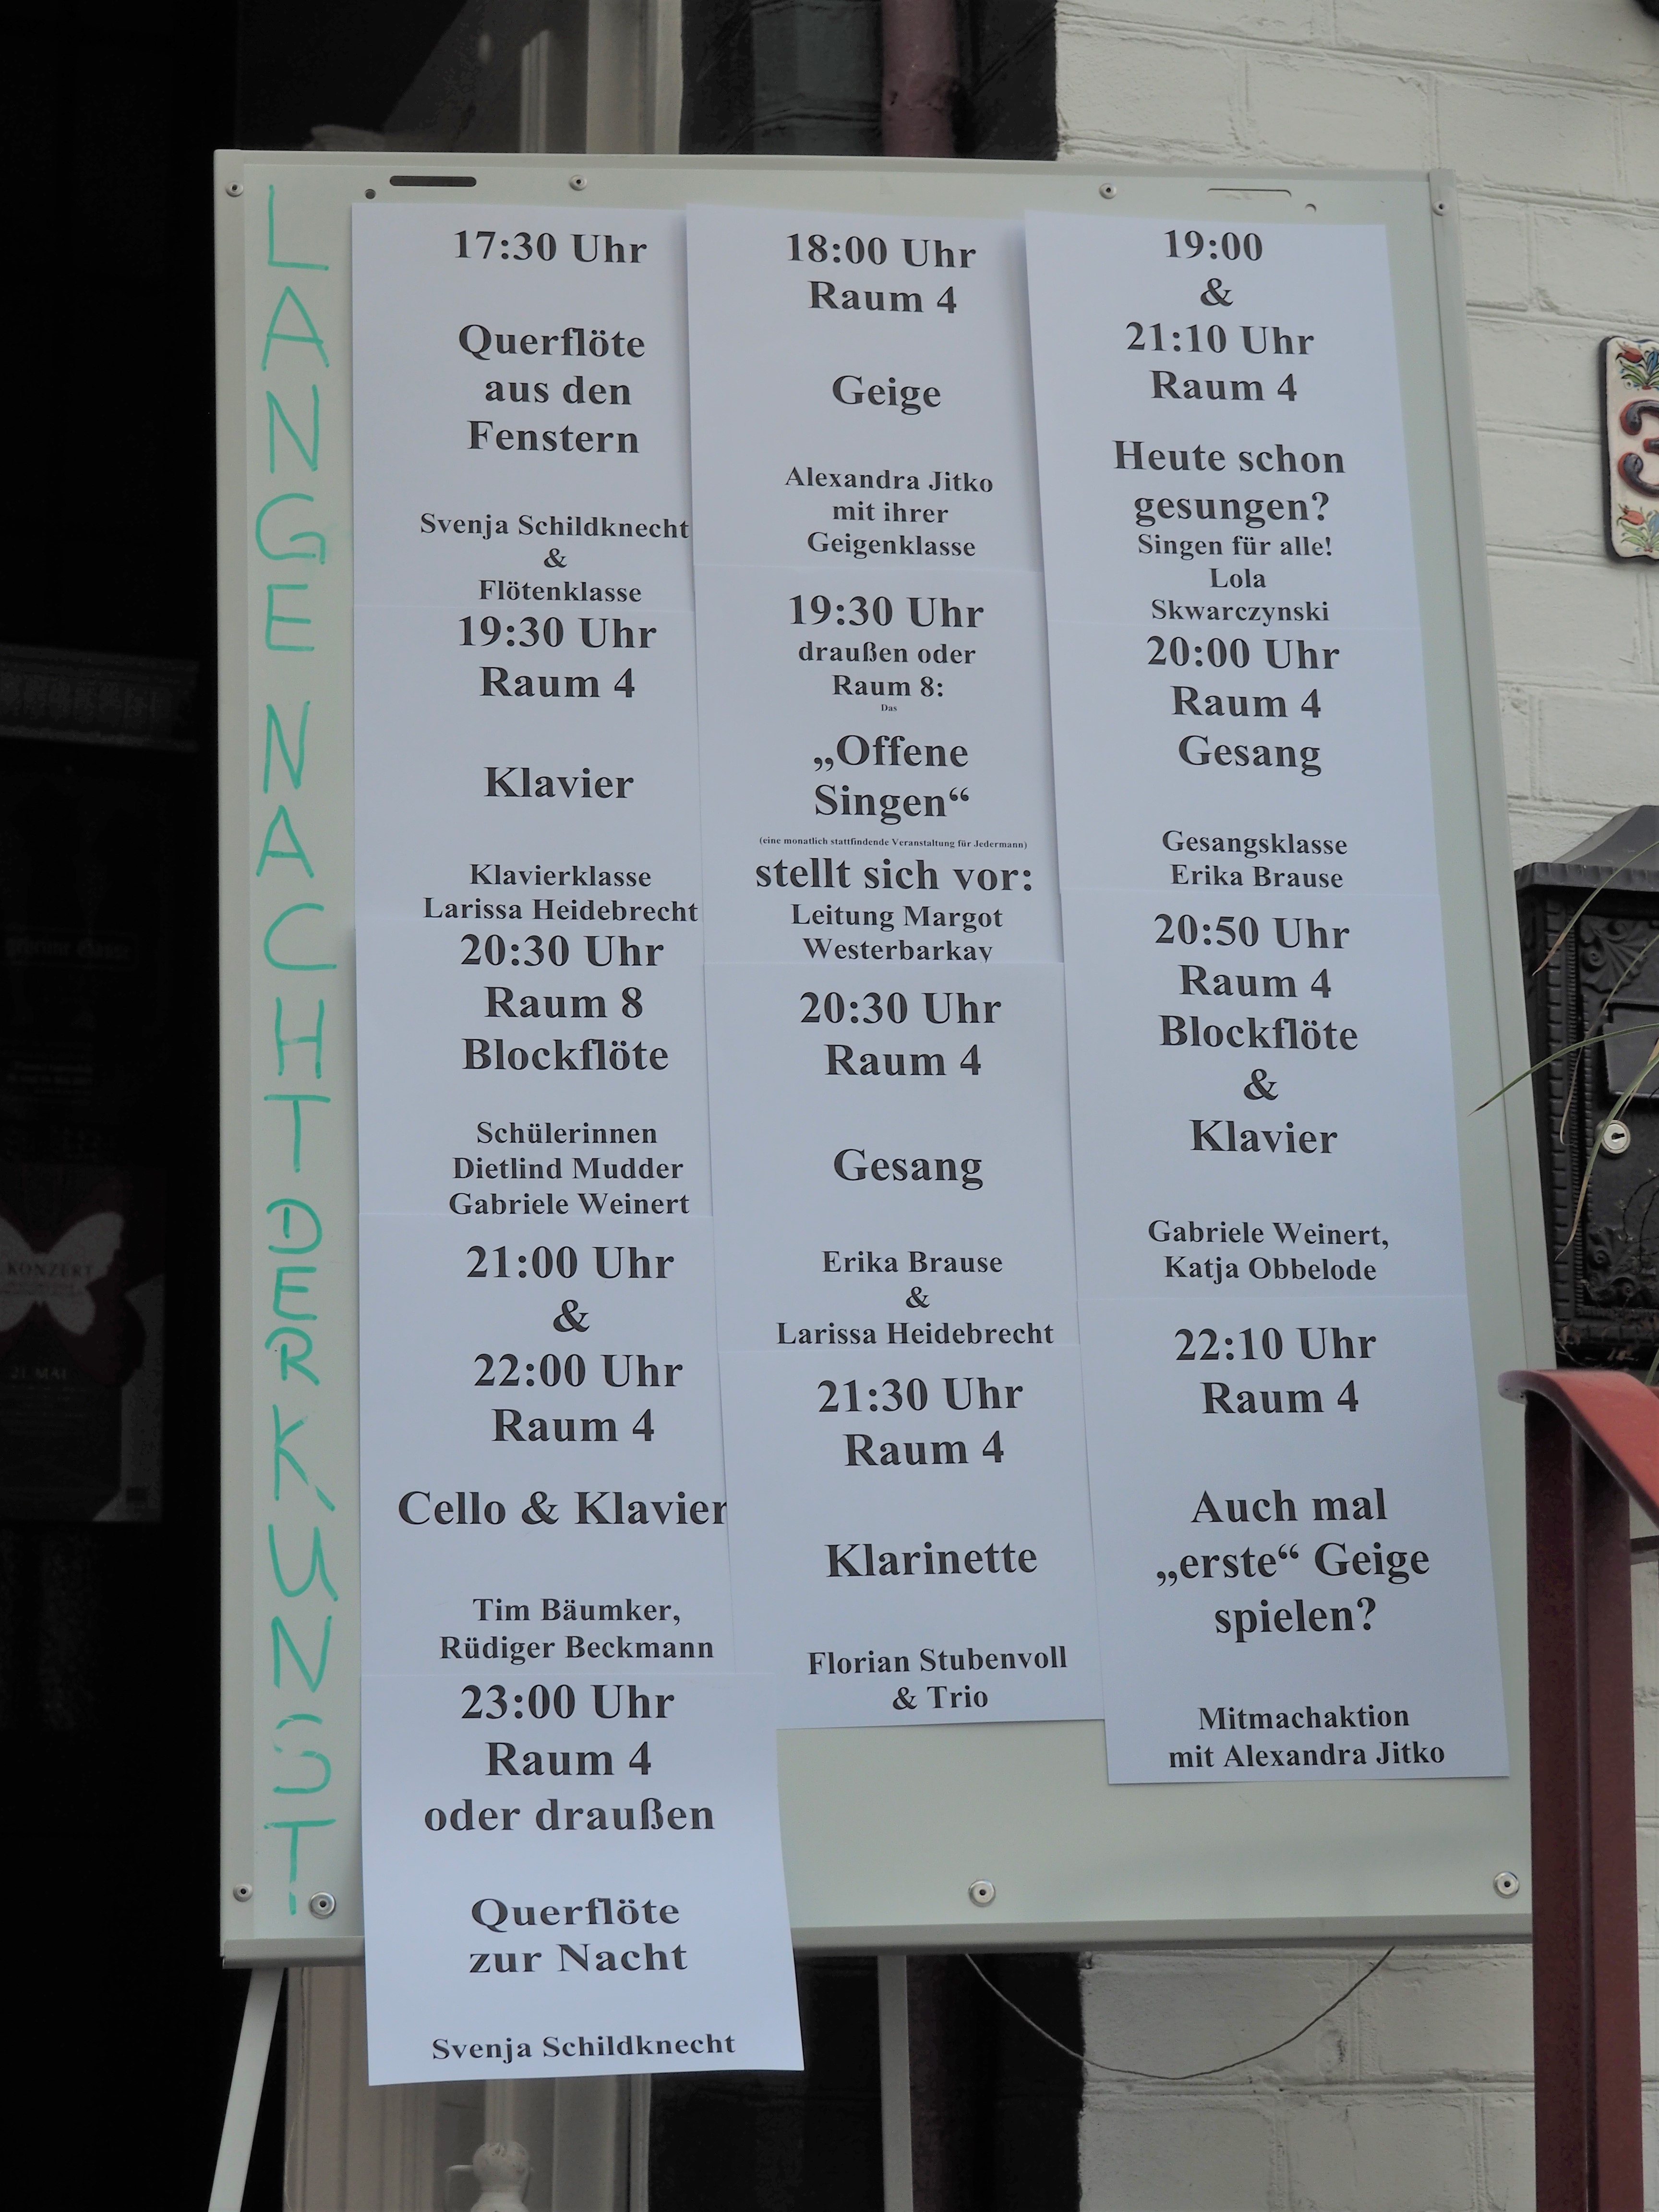 LANGE NACHT DER KUNST
17:30 Uhr
Querflöte
aus den
Fenstern
Svenja Schildknecht
&
Flötenklasse
19:30 Uhr
Raum 4
Klavier
Klavierklasse
Larissa Heidebrecht
20:30 Uhr
Raum 8
Blockflöte
Schülerinnen
Dietlind Mudder
Gabriele Weinert
21:00 Uhr
&
22:00 Uhr
Raum 4
Cello & Klavier
Tim Bäumker,
Rüdiger Beckmann
23:00 Uhr
Raum 4
oder draußen
Querflöte
zur Nacht
Svenja Schildknecht
18:00 Uhr
Raum 4
Geige
Alexandra Jitko
mit ihrer
Geigenklasse
19:30 Uhr
draußen oder
Raum 8:
Das
„Offene
Singen“
(eine monatlich stattfindende Veranstaltung für Jedermann)
stellt sich vor:
Leitung Margot
Westerbarkay
20:30 Uhr
Raum 4
Gesang
Erika Brause
&
Larissa Heidebrecht
21:30 Uhr
Raum 4
Klarinette
Florian Stubenvoll
& Trio
19:00
&
21:10 Uhr
Raum 4
Heute schon
gesungen?
Singen für alle!
Lola
Skwarczynski
20:00 Uhr
Raum 4
Gesang
Gesangsklasse
Erika Brause
20:50 Uhr
Raum 4
Blockflöte
&
Klavier
Gabriele Weinert,
Katja Obbelode
22:10 Uhr
Raum 4
Auch mal
„erste“ Geige
spielen?
Mitmachaktion
mit Alexandra Jitko
3
KONZERT
21. MAI